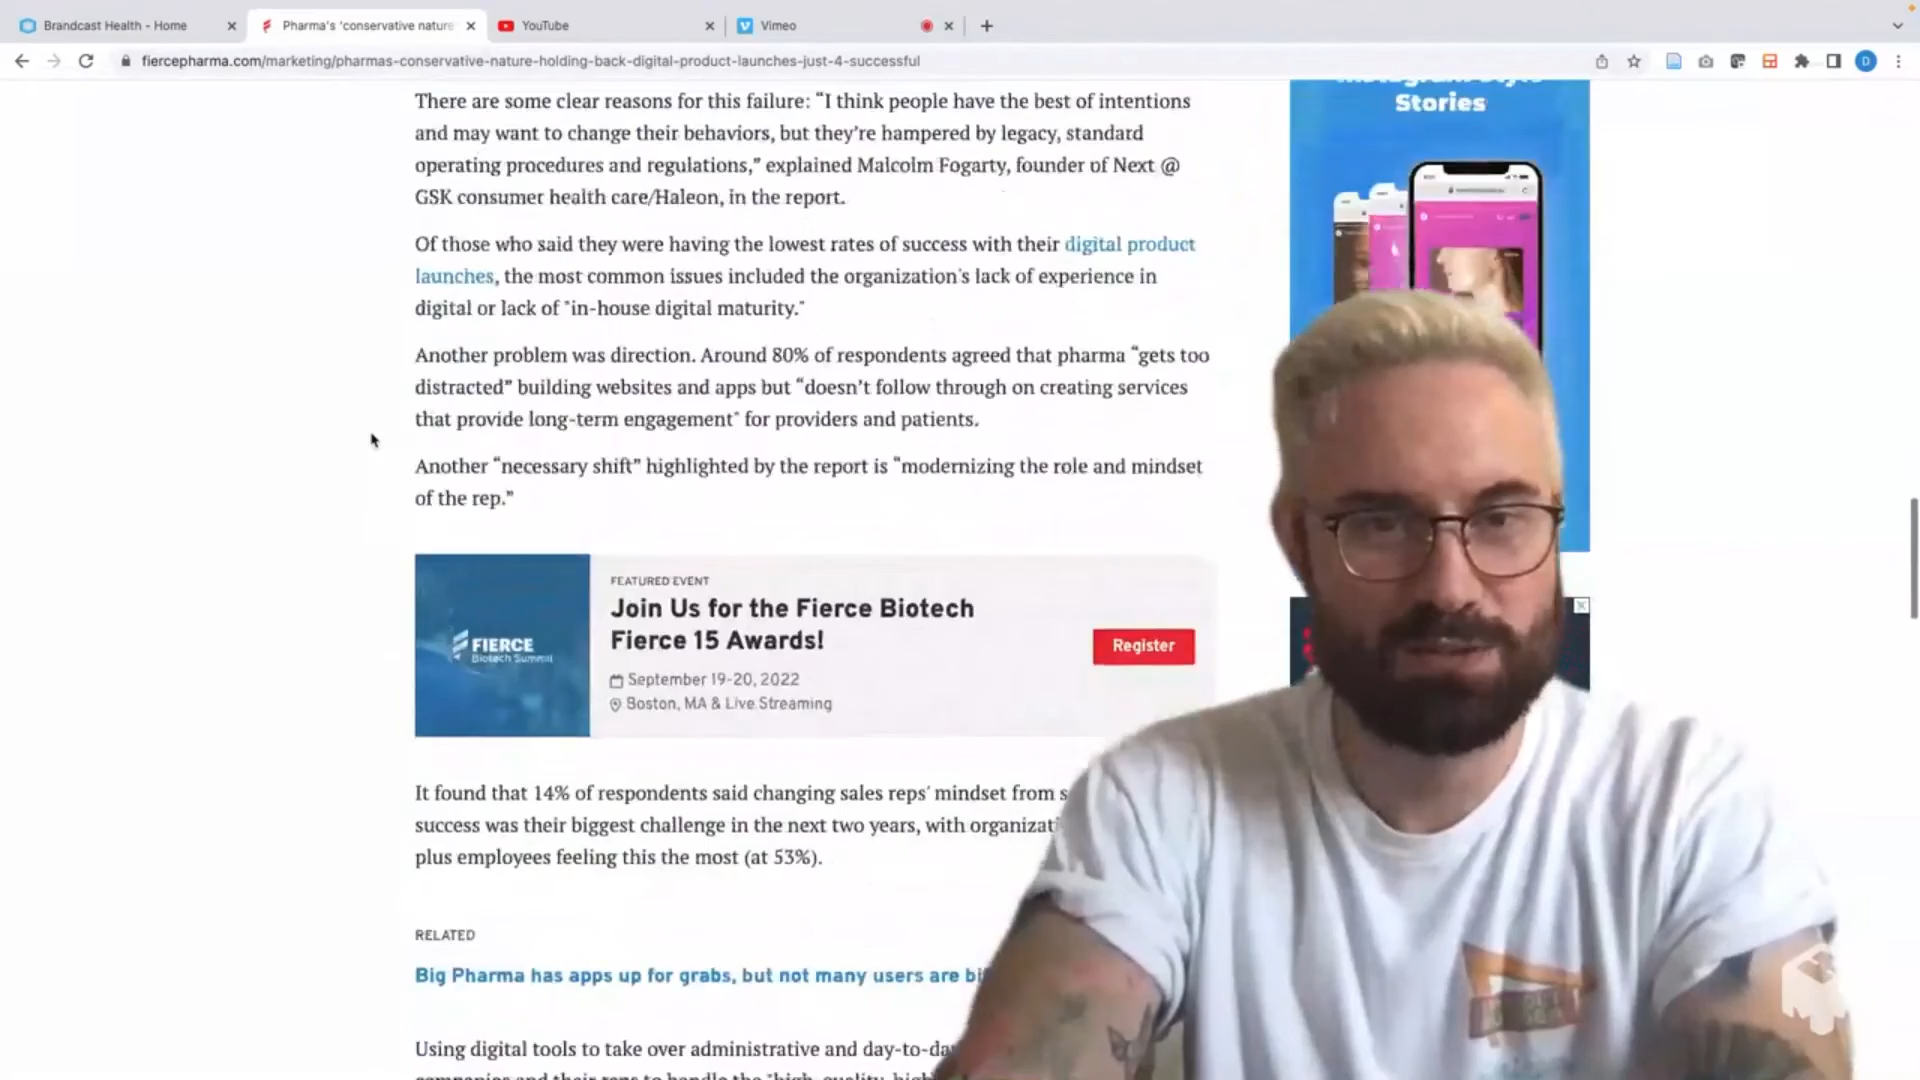 Brandcast Health - Home
Pharma's 'conservative nature
YouTube
Vimeo
fiercepharma.com/marketing/pharmas-conservative-nature-holding-back-digital-product-launches-just-4-successful
D
Stories
There are some clear reasons for this failure: “I think people have the best of intentions
and may want to change their behaviors, but they’re hampered by legacy, standard
operating procedures and regulations,” explained Malcolm Fogarty, founder of Next @
GSK consumer health care/Haleon, in the report.
Of those who said they were having the lowest rates of success with their digital product
launches, the most common issues included the organization's lack of experience in
digital or lack of "in-house digital maturity."
Another problem was direction. Around 80% of respondents agreed that pharma “gets too
distracted” building websites and apps but “doesn’t follow through on creating services
that provide long-term engagement" for providers and patients.
Another “necessary shift” highlighted by the report is “modernizing the role and mindset
of the rep.”
FIERCE
Biotech Summit
FEATURED EVENT
Join Us for the Fierce Biotech
Fierce 15 Awards!
September 19-20, 2022
Boston, MA & Live Streaming
Register
It found that 14% of respondents said changing sales reps' mindset from
success was their biggest challenge in the next two years, with
plus employees feeling this the most (at 53%).
RELATED
Big Pharma has apps up for grabs, but not many users are
Using digital tools to take over administrative and